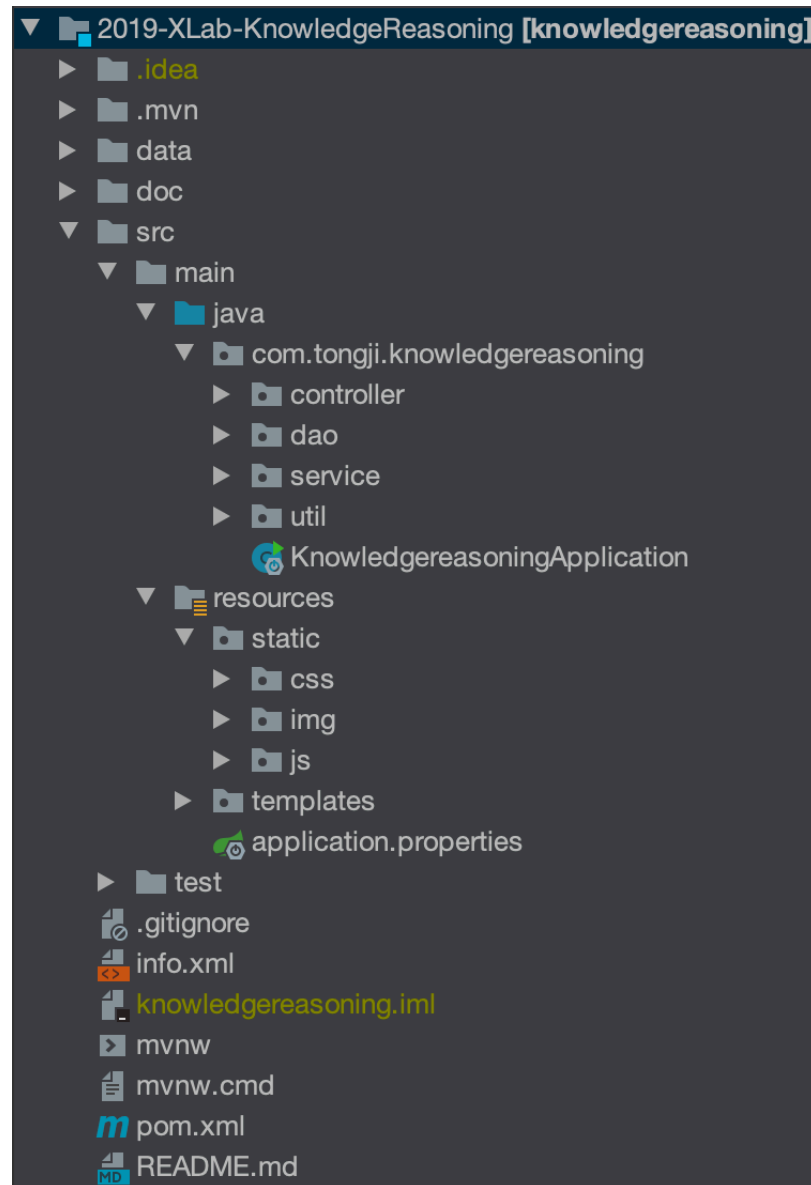 2019-XLab-KnowledgeReasoning [knowledgereasoning]
.idea
.mvn
data
doc
src
main
java
com.tongji.knowledgereasoning
controller
dao
service
util
KnowledgereasoningApplication
resources
static
css
img
js
templates
application.properties
test
.gitignore
info.xml
knowledgereasoning.iml
mvnw
mvnw.cmd
pom.xml
README.md